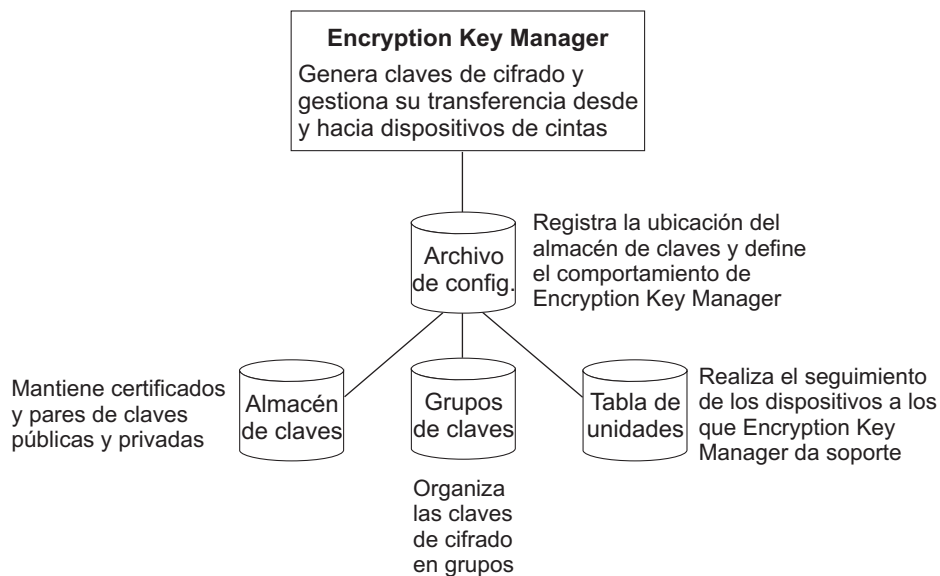 Encryption Key Manager
Genera claves de cifrado y
gestiona su transferencia desde
y hacia dispositivos de cintas
Archivo
de config.
Registra la ubicación del
almacén de claves y define
el comportamiento de
Encryption Key Manager
Mantiene certificados
y pares de claves
públicas y privadas
Almacén
de claves
Grupos
de claves
Tabla de
unidades
Realiza el seguimiento
de los dispositivos a los
que Encryption Key
Manager da soporte
Organiza
las claves
de cifrado
en grupos